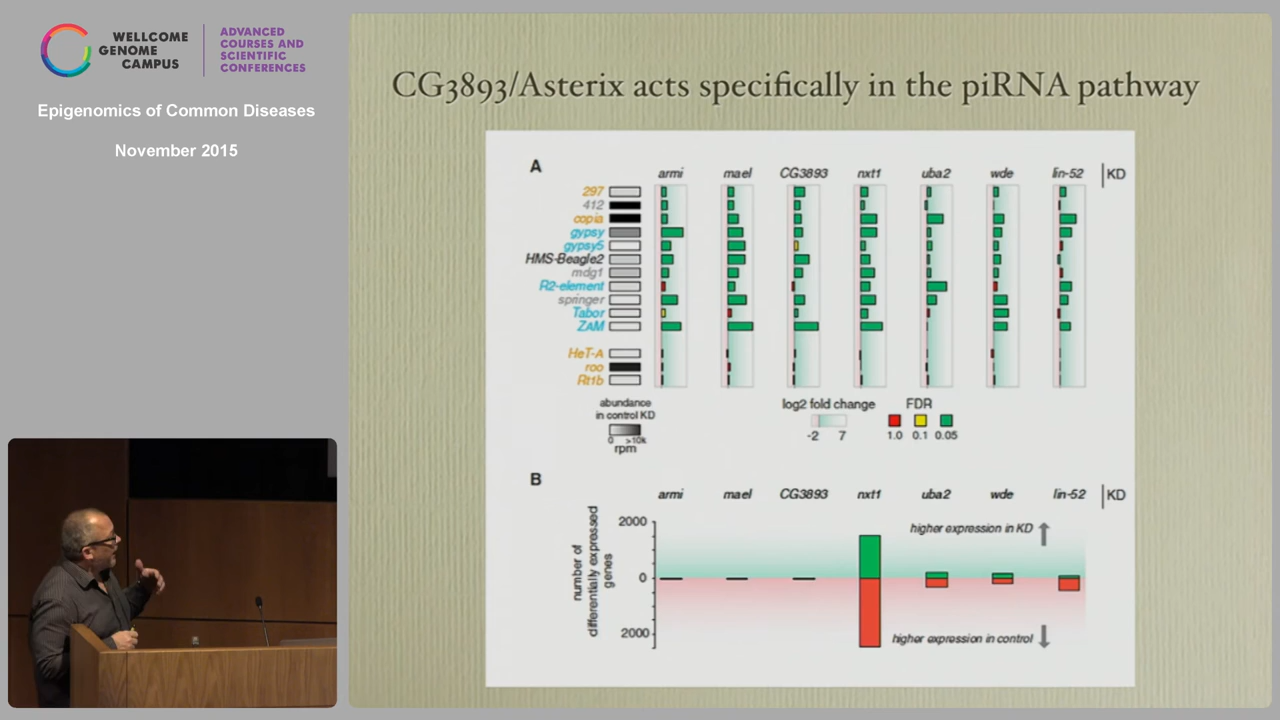 WELLCOME
GENOME
CAMPUS
ADVANCED
COURSES AND
SCIENTIFIC
CONFERENCES
Epigenomics of Common Diseases
November 2015
CG3893/Asterix acts specifically in the piRNA pathway
A
armi mael CG3893 nxt1 uba2 wde lin-52 KD
297
412
copia
gypsy
gypsy5
HMS-Beagle2
mdg1
R2-element
springer
Tabor
ZAM
HeT-A
roo
Rt1b
abundance
in control KD
0 >10k
rpm
log2 fold change
-2 7
FDR
1.0 0.1 0.05
B
armi mael CG3893 nxt1 uba2 wde lin-52 KD
number of
differentially expressed
genes
2000
0
2000
higher expression in KD
higher expression in control